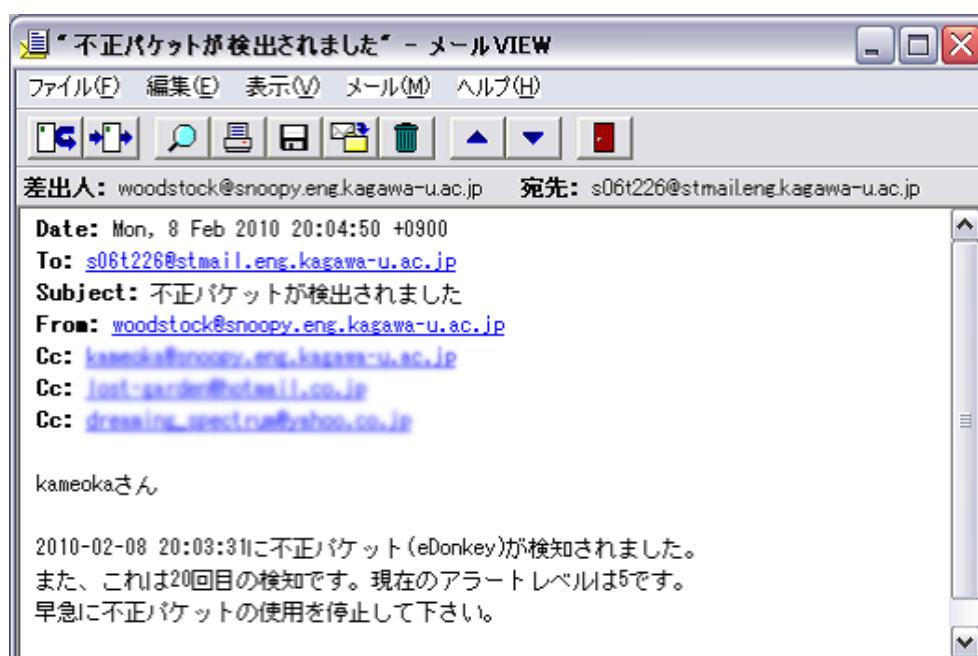 "不正パケットが検出されました" - メールVIEW
ファイル(F) 編集(E) 表示(V) メール(M) ヘルプ(H)
差出人: woodstock@snoopy.eng.kagawa-u.ac.jp 宛先: s06t226@stmail.eng.kagawa-u.ac.jp
Date: Mon, 8 Feb 2010 20:04:50 +0900
To: s06t226@stmail.eng.kagawa-u.ac.jp
Subject: 不正パケットが検出されました
From: woodstock@snoopy.eng.kagawa-u.ac.jp
Cc:
Cc:
Cc:
kameokaさん
2010-02-08 20:03:31に不正パケット(eDonkey)が検知されました。
また、これは20回目の検知です。現在のアラートレベルは5です。
早急に不正パケットの使用を停止して下さい。